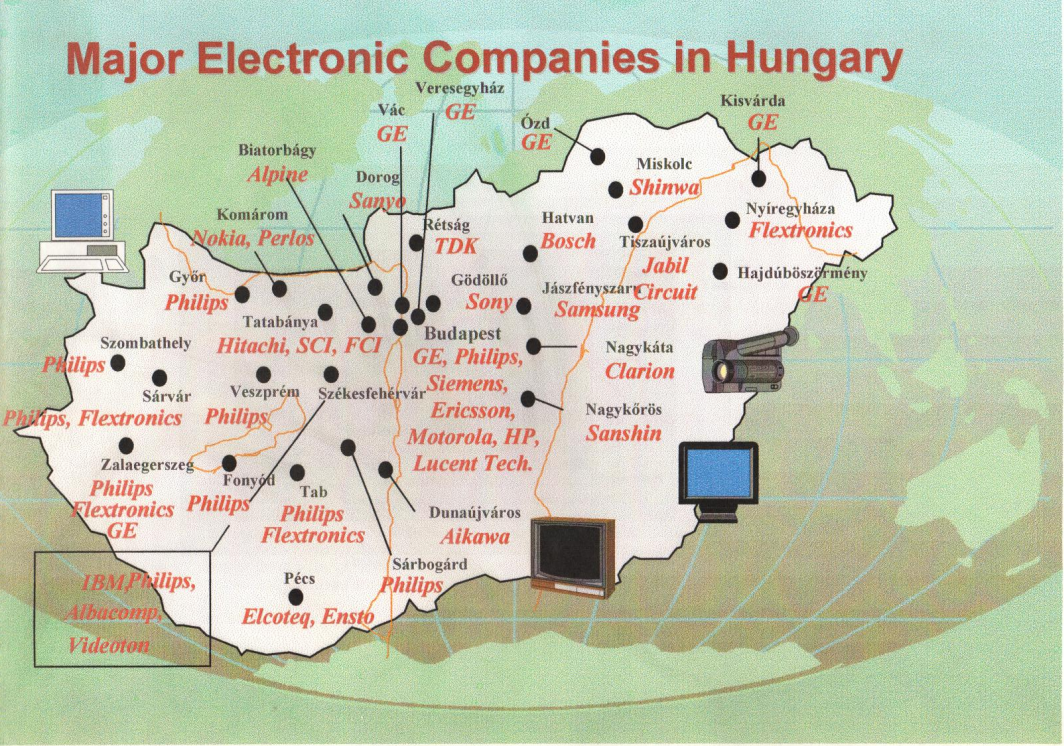 Major Electronic Companies in Hungary
Veresegyház
GE
Vác
GE
Kisvárda
GE
Ózd
GE
Biatorbágy
Alpine
Dorog
Sanyo
Miskolc
Shinwa
Komárom
Nokia, Perlos
Rétság
TDK
Hatvan
Bosch
Nyíregyháza
Flextronics
Tiszaújváros
Jabil
Circuit
Győr
Philips
Gödöllő
Sony
Jászfényszaru
Samsung
Hajdúböszörmény
GE
Tatabánya
Hitachi, SCI, FCI
Budapest
GE, Philips,
Siemens,
Ericsson,
Motorola, HP,
Lucent Tech.
Szombathely
Philips
Nagykáta
Clarion
Sárvár
Philips, Flextronics
Veszprém
Philips
Székesfehérvár
Nagykőrös
Sanshin
Zalaegerszeg
Philips
Flextronics
GE
Fonyód
Philips
Tab
Philips
Flextronics
Dunaújváros
Aikawa
Sárbogárd
Philips
Pécs
Elcoteq, Ensto
IBM,Philips,
Albacomp,
Videoton